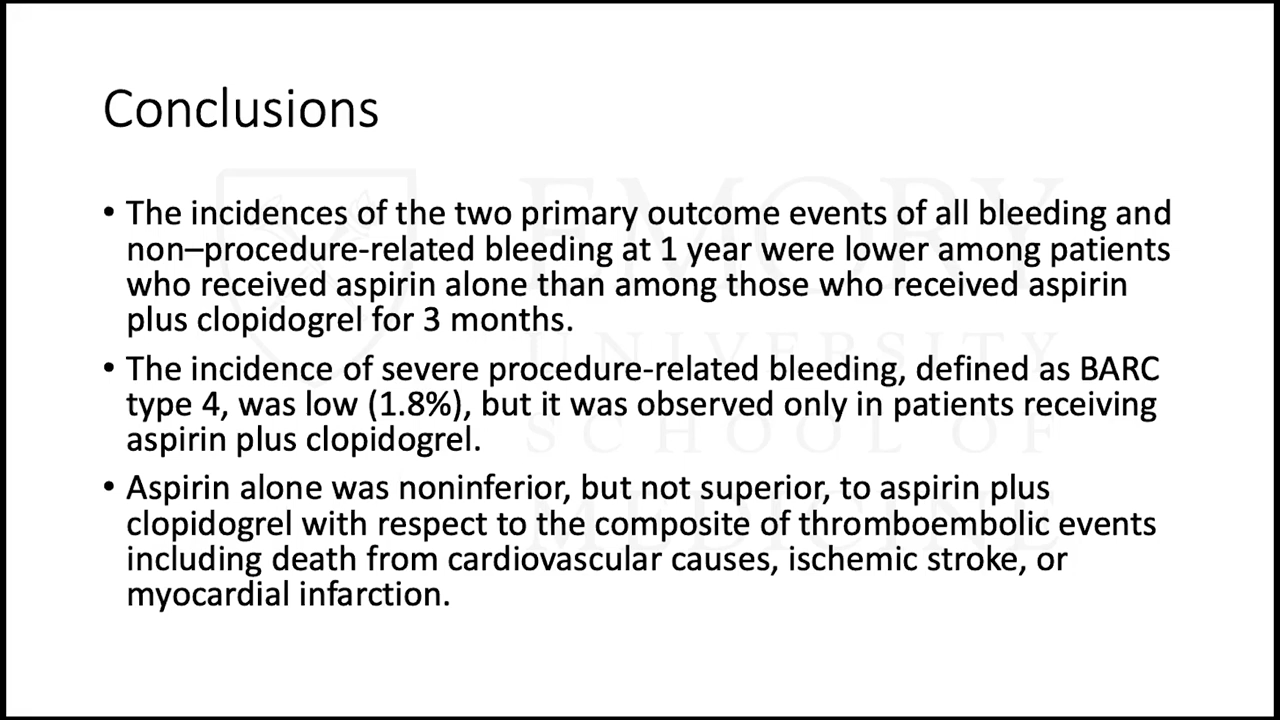 Conclusions
• The incidences of the two primary outcome events of all bleeding and
non–procedure-related bleeding at 1 year were lower among patients
who received aspirin alone than among those who received aspirin
plus clopidogrel for 3 months.
• The incidence of severe procedure-related bleeding, defined as BARC
type 4, was low (1.8%), but it was observed only in patients receiving
aspirin plus clopidogrel.
• Aspirin alone was noninferior, but not superior, to aspirin plus
clopidogrel with respect to the composite of thromboembolic events
including death from cardiovascular causes, ischemic stroke, or
myocardial infarction.
EMORY
UNIVERSITY
SCHOOL OF
MEDICINE